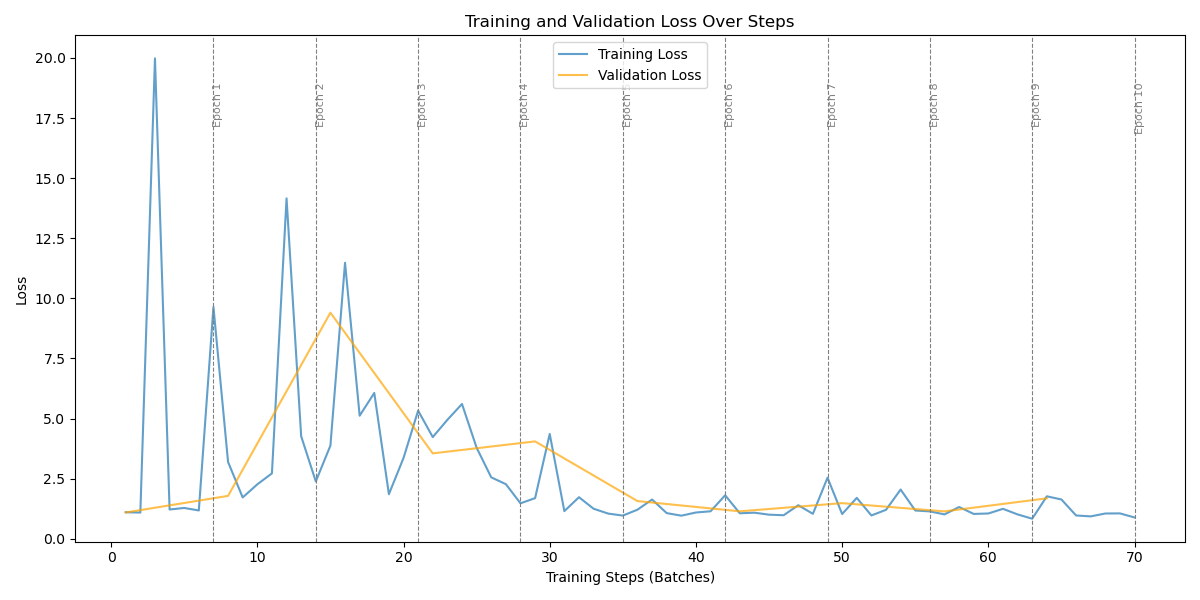 Training and Validation Loss Over Steps
Training Loss
Validation Loss
Epoch 1
Epoch 2
Epoch 3
Epoch 4
Epoch
Epoch 6
Epoch 7
Epoch 8
Epoch 9
Epoch 10
Loss
20.0
17.5
15.0
12.5
10.0
7.5
5.0
2.5
0.0
0
10
20
30
40
50
60
70
Training Steps (Batches)